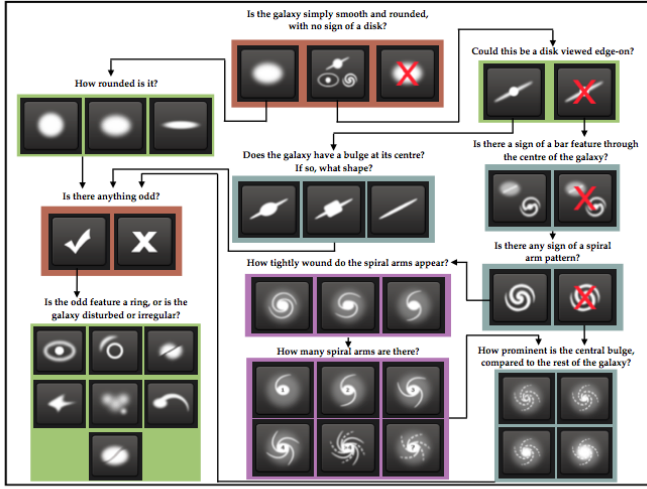 Is the galaxy simply smooth and rounded,
with no sign of a disk?
Could this be a disk viewed edge-on?
How rounded is it?
Does the galaxy have a bulge at its centre?
If so, what shape?
Is there a sign of a bar feature through
the centre of the galaxy?
Is there anything odd?
Is there any sign of a spiral
arm pattern?
How tightly wound do the spiral arms appear?
Is the odd feature a ring, or is the
galaxy disturbed or irregular?
How many spiral arms are there?
How prominent is the central bulge,
compared to the rest of the galaxy?